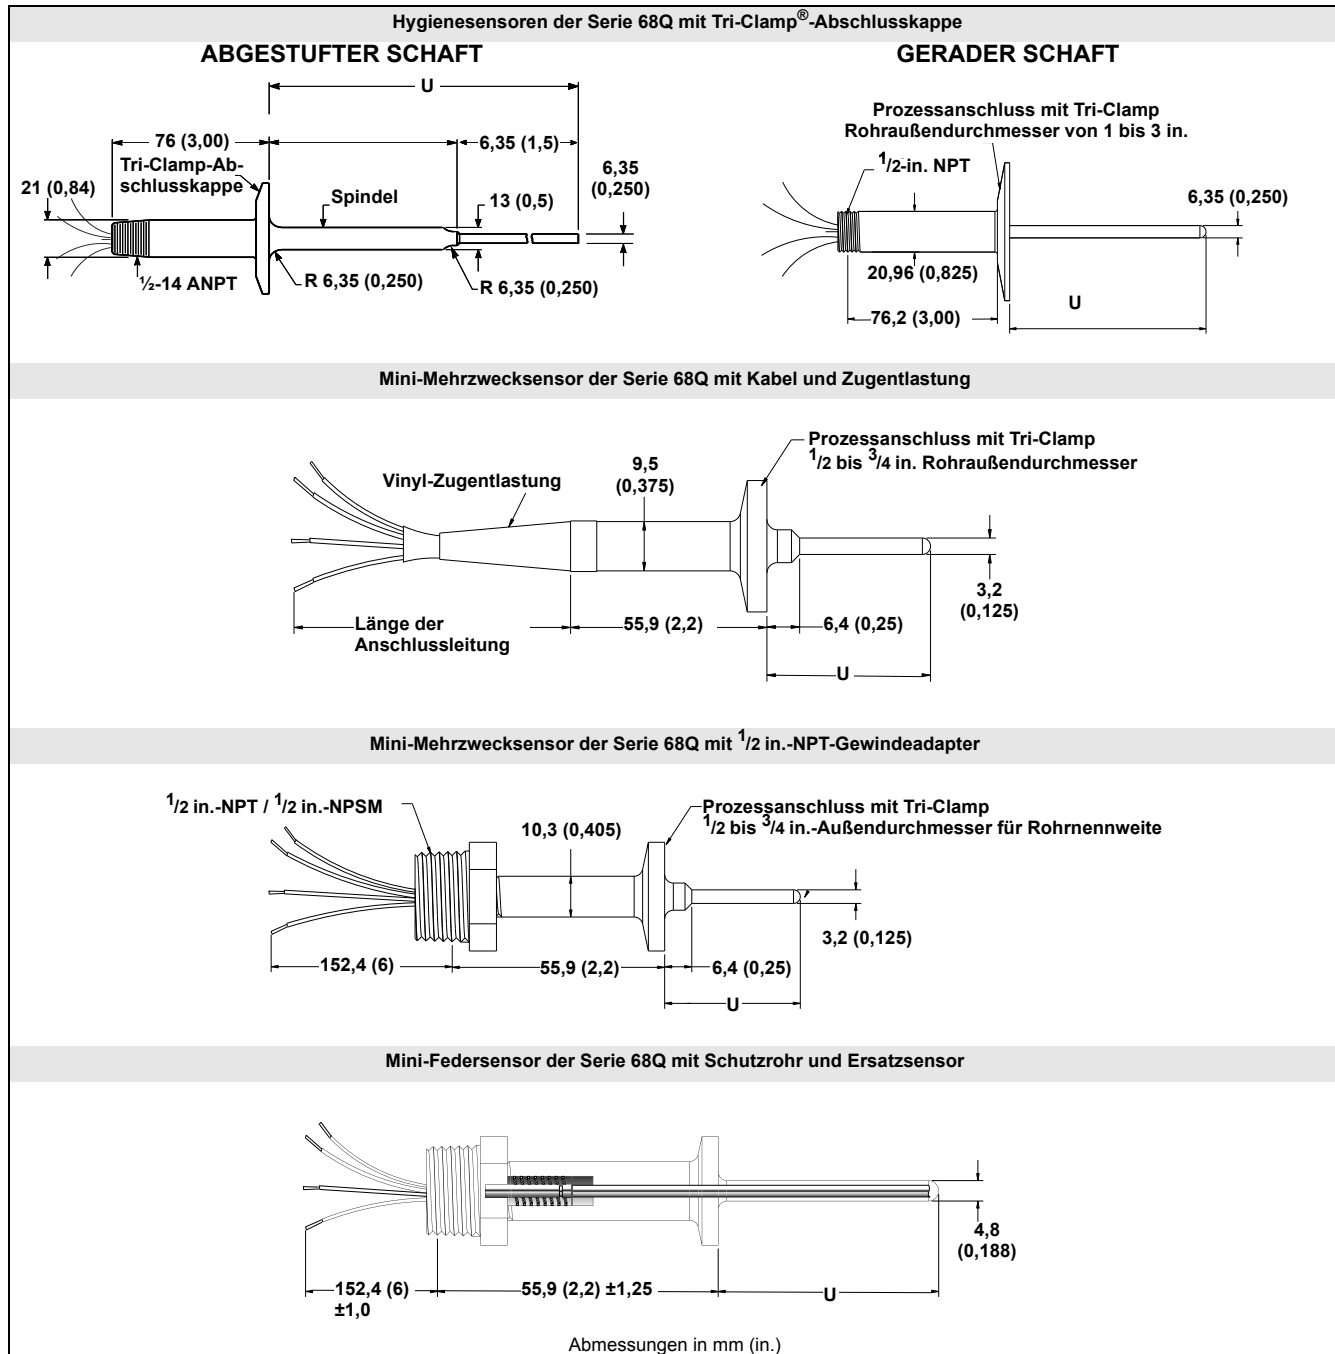 Hygienesensoren der Serie 68Q mit Tri-Clamp®-Abschlusskappe
ABGESTUFTER SCHAFT
U
76 (3,00)
6,35 (1,5)
Tri-Clamp-Ab-
schlusskappe
21 (0,84)
Spindel
13 (0,5)
6,35
(0,250)
½-14 ANPT
R 6,35 (0,250)
R 6,35 (0,250)
GERADER SCHAFT
Prozessanschluss mit Tri-Clamp
Rohraußendurchmesser von 1 bis 3 in.
1/2-in. NPT
6,35 (0,250)
20,96 (0,825)
76,2 (3,00)
U
Mini-Mehrzwecksensor der Serie 68Q mit Kabel und Zugentlastung
Prozessanschluss mit Tri-Clamp
1/2 bis 3/4 in. Rohraußendurchmesser
Vinyl-Zugentlastung
9,5
(0,375)
3,2
(0,125)
Länge der
Anschlussleitung
55,9 (2,2)
6,4 (0,25)
U
Mini-Mehrzwecksensor der Serie 68Q mit 1/2 in.-NPT-Gewindeadapter
1/2 in.-NPT / 1/2 in.-NPSM
Prozessanschluss mit Tri-Clamp
1/2 bis 3/4 in.-Außendurchmesser für Rohrnennweite
10,3 (0,405)
3,2 (0,125)
152,4 (6)
55,9 (2,2)
6,4 (0,25)
U
Mini-Federsensor der Serie 68Q mit Schutzrohr und Ersatzsensor
4,8
(0,188)
152,4 (6)
±1,0
55,9 (2,2) ±1,25
U
Abmessungen in mm (in.)